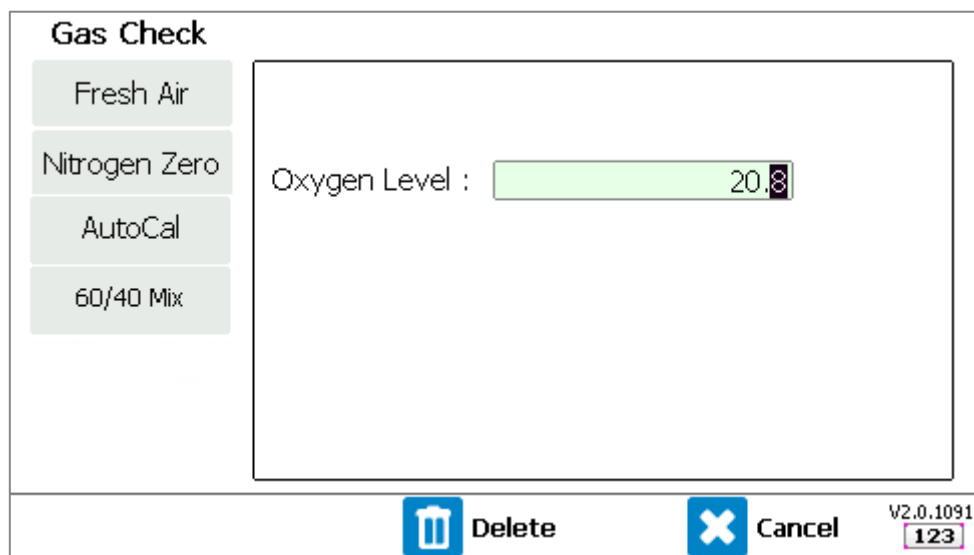 Gas Check
Fresh Air
Nitrogen Zero
AutoCal
60/40 Mix
Oxygen Level : 20.8
Delete
Cancel
V2.0.1091
123